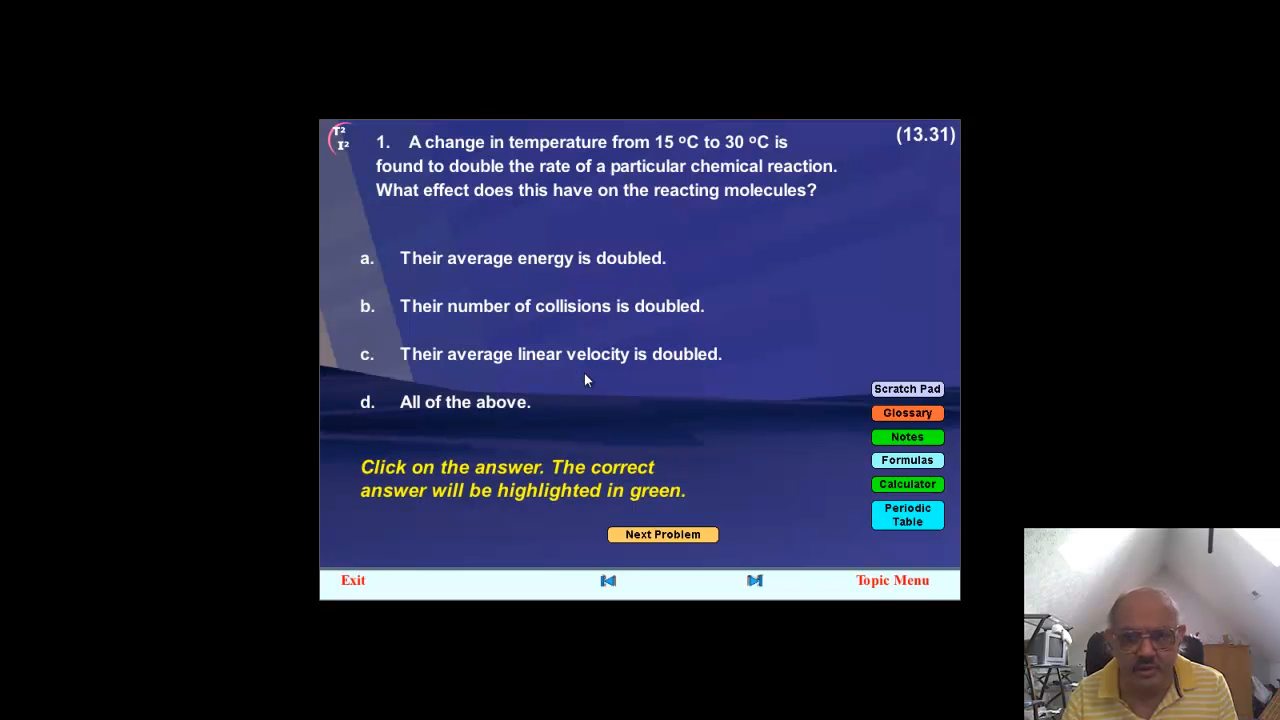 T²
I²
(13.31)
1. A change in temperature from 15 ºC to 30 ºC is
found to double the rate of a particular chemical reaction.
What effect does this have on the reacting molecules?
a. Their average energy is doubled.
b. Their number of collisions is doubled.
c. Their average linear velocity is doubled.
d. All of the above.
Click on the answer. The correct
answer will be highlighted in green.
Scratch Pad
Glossary
Notes
Formulas
Calculator
Periodic
Table
Next Problem
Exit
Topic Menu